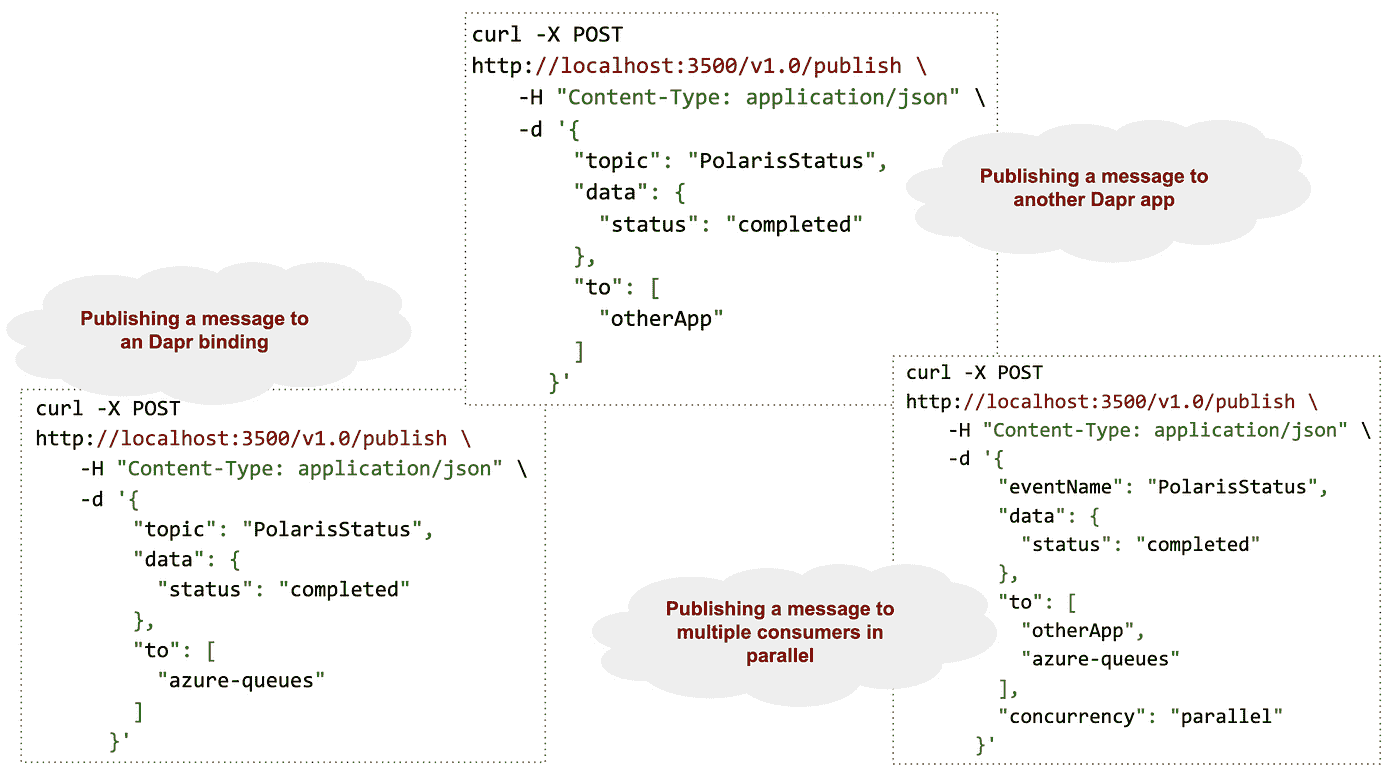 curl -X POST
http://localhost:3500/v1.0/publish \
-H "Content-Type: application/json" \
-d '{
"topic": "PolarisStatus",
"data": {
"status": "completed"
},
"to": [
"otherApp"
]
}'
Publishing a message to
another Dapr app
Publishing a message to
an Dapr binding
curl -X POST
http://localhost:3500/v1.0/publish \
-H "Content-Type: application/json" \
-d '{
"topic": "PolarisStatus",
"data": {
"status": "completed"
},
"to": [
"azure-queues"
]
}'
Publishing a message to
multiple consumers in
parallel
curl -X POST
http://localhost:3500/v1.0/publish \
-H "Content-Type: application/json" \
-d '{
"eventName": "PolarisStatus",
"data": {
"status": "completed"
},
"to": [
"otherApp",
"azure-queues"
],
"concurrency": "parallel"
}'